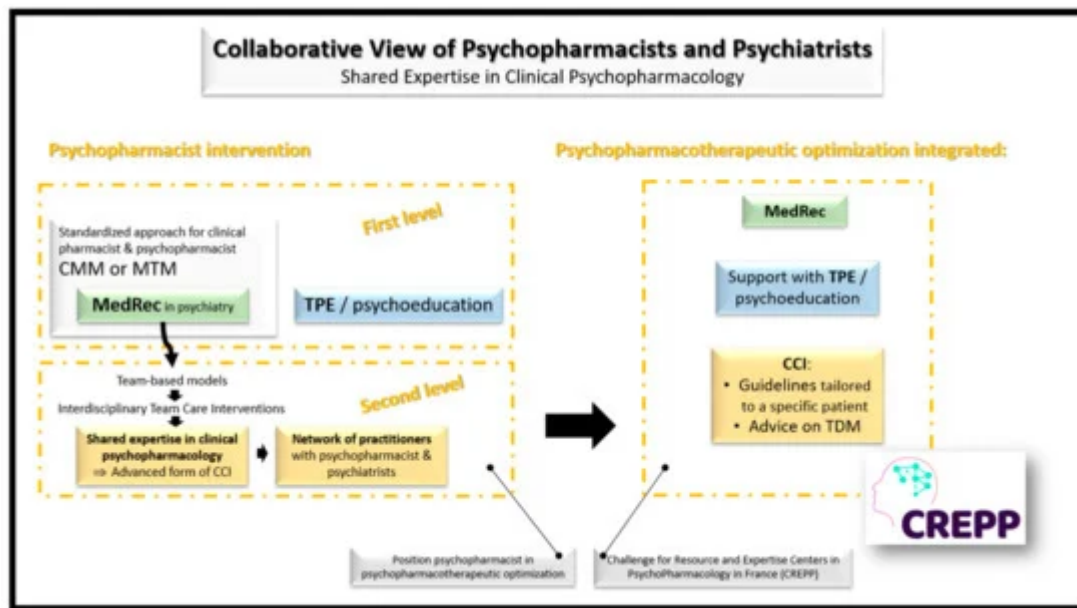 Collaborative View of Psychopharmacists and Psychiatrists
Shared Expertise in Clinical Psychopharmacology
Psychopharmacist intervention
First level
Standardized approach for clinical
pharmacist & psychopharmacist
CMM or MTM
MedRec in psychiatry
TPE / psychoeducation
Second level
Team-based models
Interdisciplinary Team Care Interventions
Shared expertise in clinical
psychopharmacology
⇒ Advanced form of CCI
Network of practitioners
with psychopharmacist &
psychiatrists
Psychopharmacotherapeutic optimization integrated:
MedRec
Support with TPE /
psychoeducation
CCI:
• Guidelines tailored
to a specific patient
• Advice on TDM
CREPP
Position psychopharmacist in
psychopharmacotherapeutic optimization
Challenge for Resource and Expertise Centers in
PsychoPharmacology in France (CREPP)